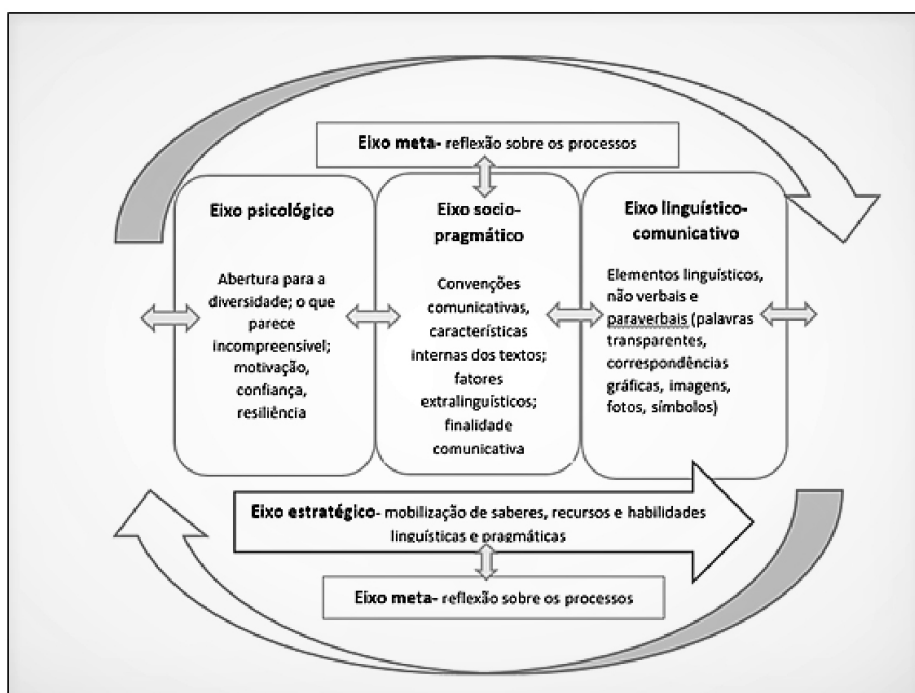 Eixo meta- reflexão sobre os processos
Eixo psicológico
Abertura para a
diversidade; o que
parece
incompreensível;
motivação,
confiança,
resiliência
Eixo socio-
pragmático
Convenções
comunicativas,
características
internas dos textos;
fatores
extralinguísticos;
finalidade
comunicativa
Eixo linguístico-
comunicativo
Elementos linguísticos,
não verbais e
paraverbais (palavras
transparentes,
correspondências
gráficas, imagens,
fotos, símbolos)
Eixo estratégico- mobilização de saberes, recursos e habilidades
linguísticas e pragmáticas
Eixo meta- reflexão sobre os processos